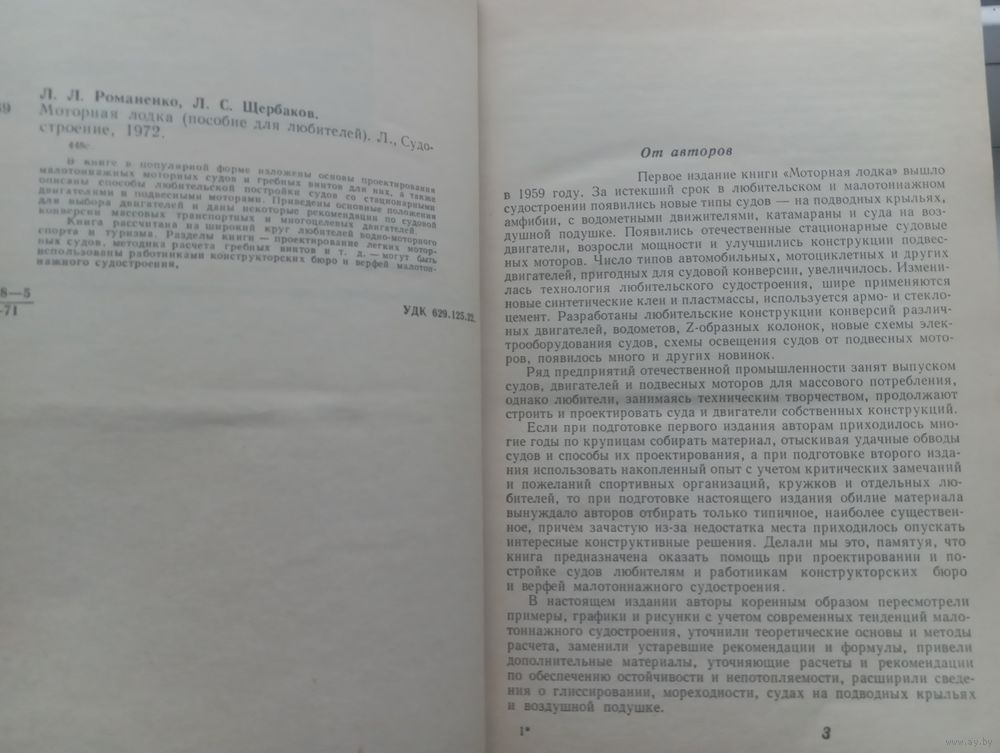 Л. Л. Романенко, Л. С. Щербаков.
Моторная лодка (пособие для любителей). Л., Судо-
строение, 1972.
В книге в популярной форме изложены основы проектирования
малотоннажных моторных судов и гребных винтов для них, а также
описаны способы любительской постройки судов со стационарными
двигателями и подвесными моторами. Приведены основные положения
для выбора двигателей и даны некоторые рекомендации по судовой
конверсии массовых транспортных и многоцелевых двигателей.
Книга рассчитана на широкий круг любителей водно-моторного
спорта и туризма. Разделы книги — проектирование легких мотор-
ных судов, методика расчета гребных винтов и т. д. — могут быть
использованы работниками конструкторских бюро и верфей малотон-
нажного судостроения.
8—5
71
УДК 629.125.22.
От авторов
Первое издание книги «Моторная лодка» вышло
в 1959 году. За истекший срок в любительском и малотоннажном
судостроении появились новые типы судов — на подводных крыльях,
амфибии, с водометными движителями, катамараны и суда на воз-
душной подушке. Появились отечественные стационарные судовые
двигатели, возросли мощности и улучшились конструкции подвес-
ных моторов. Число типов автомобильных, мотоциклетных и других
двигателей, пригодных для судовой конверсии, увеличилось. Измени-
лась технология любительского судостроения, шире применяются
новые синтетические клеи и пластмассы, используется армо- и стекло-
цемент. Разработаны любительские конструкции конверсий различ-
ных двигателей, водометов, Z-образных колонок, новые схемы элек-
трооборудования судов, схемы освещения судов от подвесных мото-
ров, появилось много и других новинок.
Ряд предприятий отечественной промышленности занят выпуском
судов, двигателей и подвесных моторов для массового потребления,
однако любители, занимаясь техническим творчеством, продолжают
строить и проектировать суда и двигатели собственных конструкций.
Если при подготовке первого издания авторам приходилось мно-
гие годы по крупицам собирать материал, отыскивая удачные обводы
судов и способы их проектирования, а при подготовке второго изда-
ния использовать накопленный опыт с учетом критических замечаний
и пожеланий спортивных организаций, кружков и отдельных лю-
бителей, то при подготовке настоящего издания обилие материала
вынуждало авторов отбирать только типичное, наиболее существен-
ное, причем зачастую из-за недостатка места приходилось опускать
интересные конструктивные решения. Делали мы это, памятуя, что
книга предназначена оказать помощь при проектировании и по-
стройке судов любителям и работникам конструкторских бюро
и верфей малотоннажного судостроения.
В настоящем издании авторы коренным образом пересмотрели
примеры, графики и рисунки с учетом современных тенденций мало-
тоннажного судостроения, уточнили теоретические основы и методы
расчета, заменили устаревшие рекомендации и формулы, привели
дополнительные материалы, уточняющие расчеты и рекомендации
по обеспечению остойчивости и непотопляемости, расширили сведе-
ния о глиссировании, мореходности, судах на подводных крыльях
и воздушной подушке.
1*
3
www.ay.by